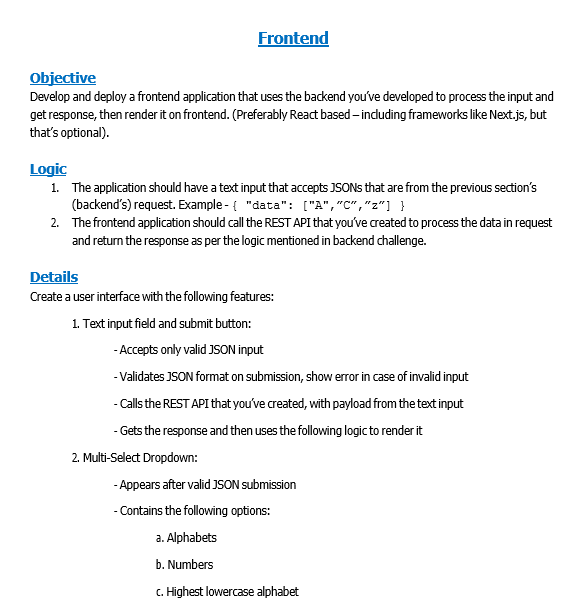 Frontend
Objective
Develop and deploy a frontend application that uses the backend you've developed to process the input and
get response, then render it on frontend. (Preferably React based – including frameworks like Next.js, but
that's optional).
Logic
1. The application should have a text input that accepts JSONs that are from the previous section's
(backend's) request. Example - { "data": ["A",“C”,“z”] }
2. The frontend application should call the REST API that you've created to process the data in request
and return the response as per the logic mentioned in backend challenge.
Details
Create a user interface with the following features:
1. Text input field and submit button:
- Accepts only valid JSON input
- Validates JSON format on submission, show error in case of invalid input
- Calls the REST API that you've created, with payload from the text input
- Gets the response and then uses the following logic to render it
2. Multi-Select Dropdown:
- Appears after valid JSON submission
- Contains the following options:
a. Alphabets
b. Numbers
c. Highest lowercase alphabet